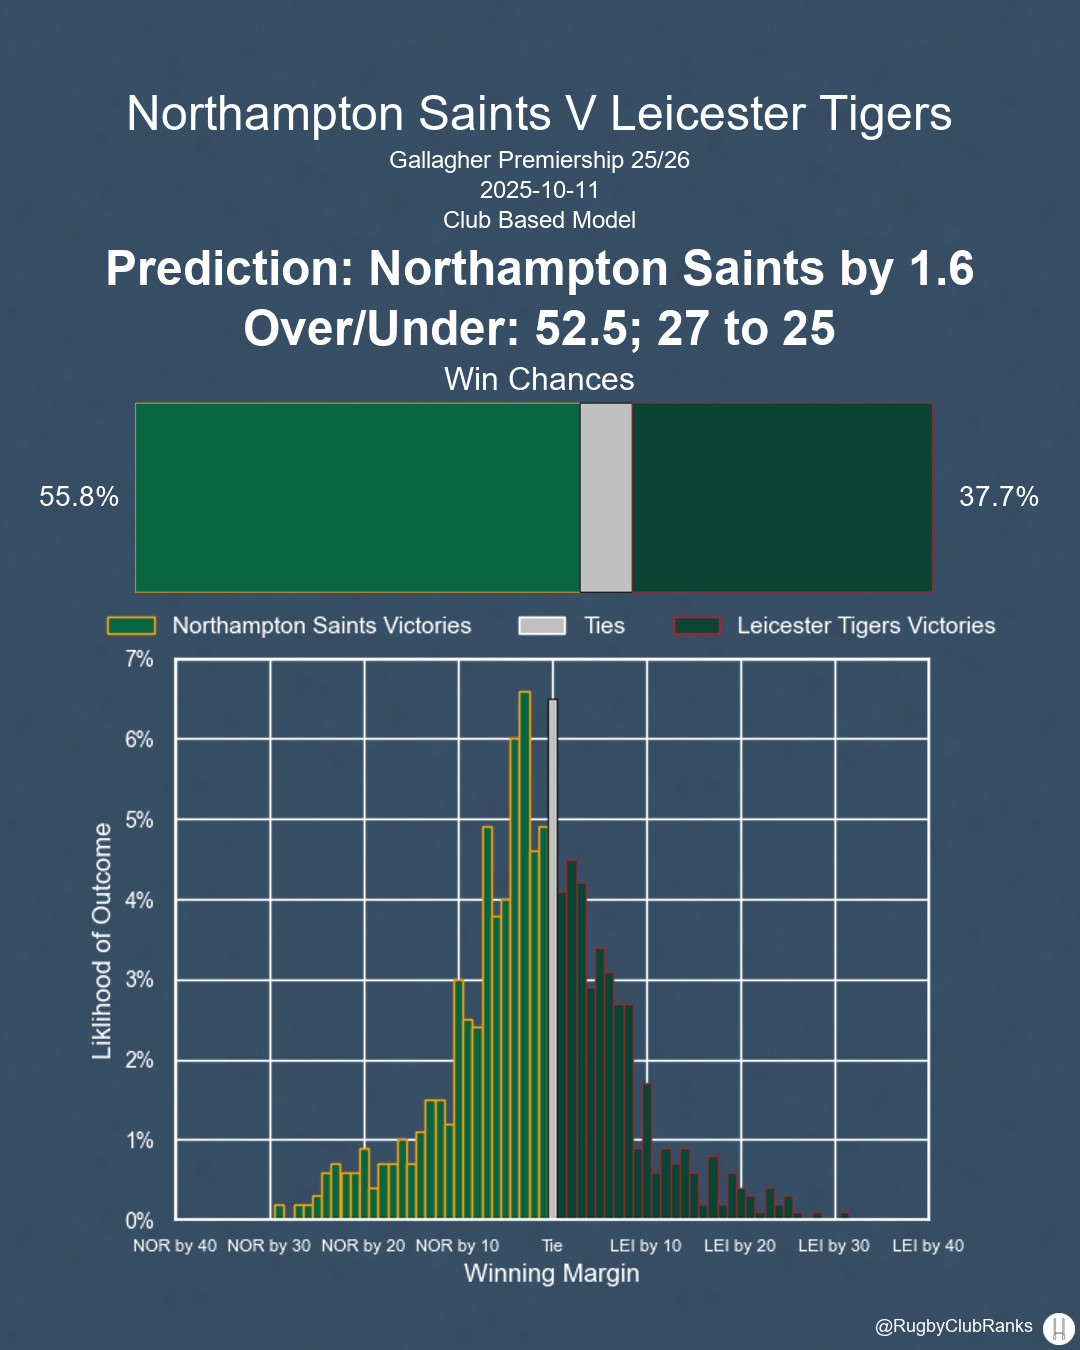 Northampton Saints V Leicester Tigers
Gallagher Premiership 25/26
2025-10-11
Club Based Model
Prediction: Northampton Saints by 1.6
Over/Under: 52.5; 27 to 25
Win Chances
55.8%
37.7%
Northampton Saints Victories
Ties
Leicester Tigers Victories
7%
6%
5%
4%
3%
2%
1%
0%
Liklihood of Outcome
NOR by 40 NOR by 30 NOR by 20 NOR by 10 Tie LEI by 10 LEI by 20 LEI by 30 LEI by 40
Winning Margin
@RugbyClubRanks